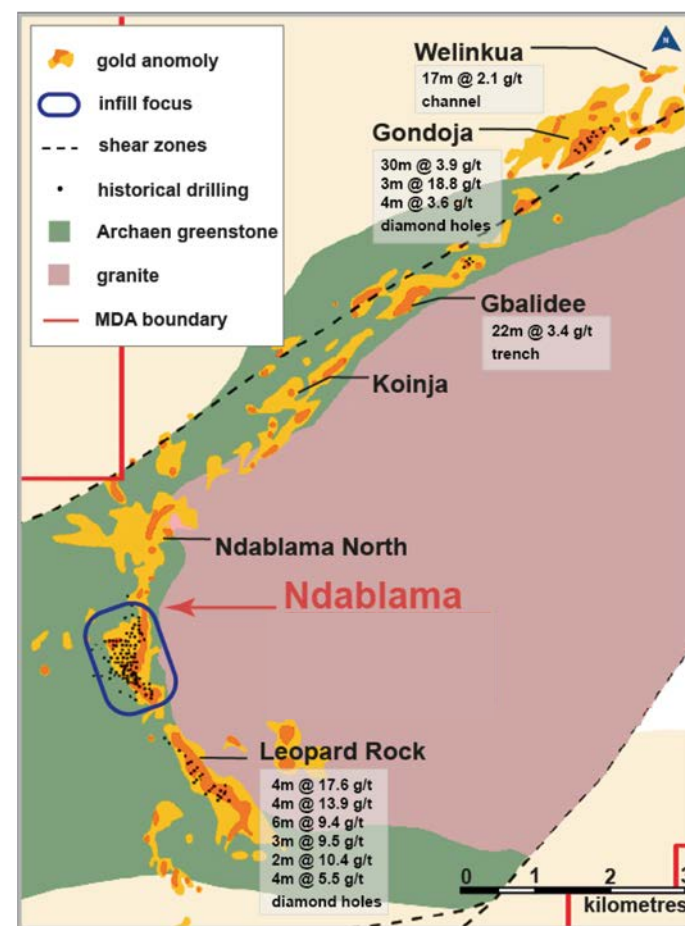 gold anomoly
infill focus
shear zones
historical drilling
Archaen greenstone
granite
MDA boundary
N
Welinkua
17m @ 2.1 g/t
channel
Gondoja
30m @ 3.9 g/t
3m @ 18.8 g/t
4m @ 3.6 g/t
diamond holes
Gbalidee
22m @ 3.4 g/t
trench
Koinja
Ndablama North
Ndablama
Leopard Rock
4m @ 17.6 g/t
4m @ 13.9 g/t
6m @ 9.4 g/t
3m @ 9.5 g/t
2m @ 10.4 g/t
4m @ 5.5 g/t
diamond holes
0 1 2 3
kilometres